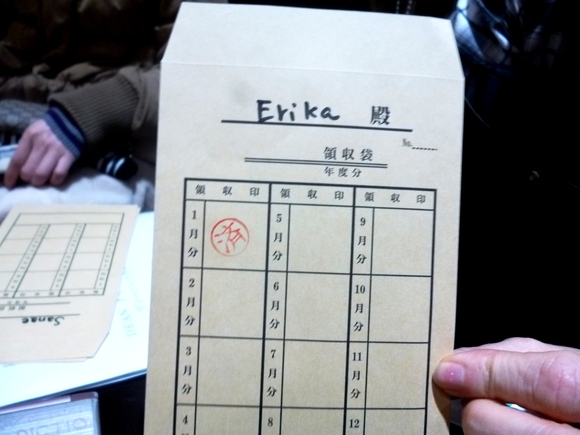 Erika 殿
No.
領収袋
年度分
領収印 領収印 領収印
1月分 済 5月分 9月分
2月分 6月分 10月分
3月分 7月分 11月分
4 8 12
Sanae
DICTIO